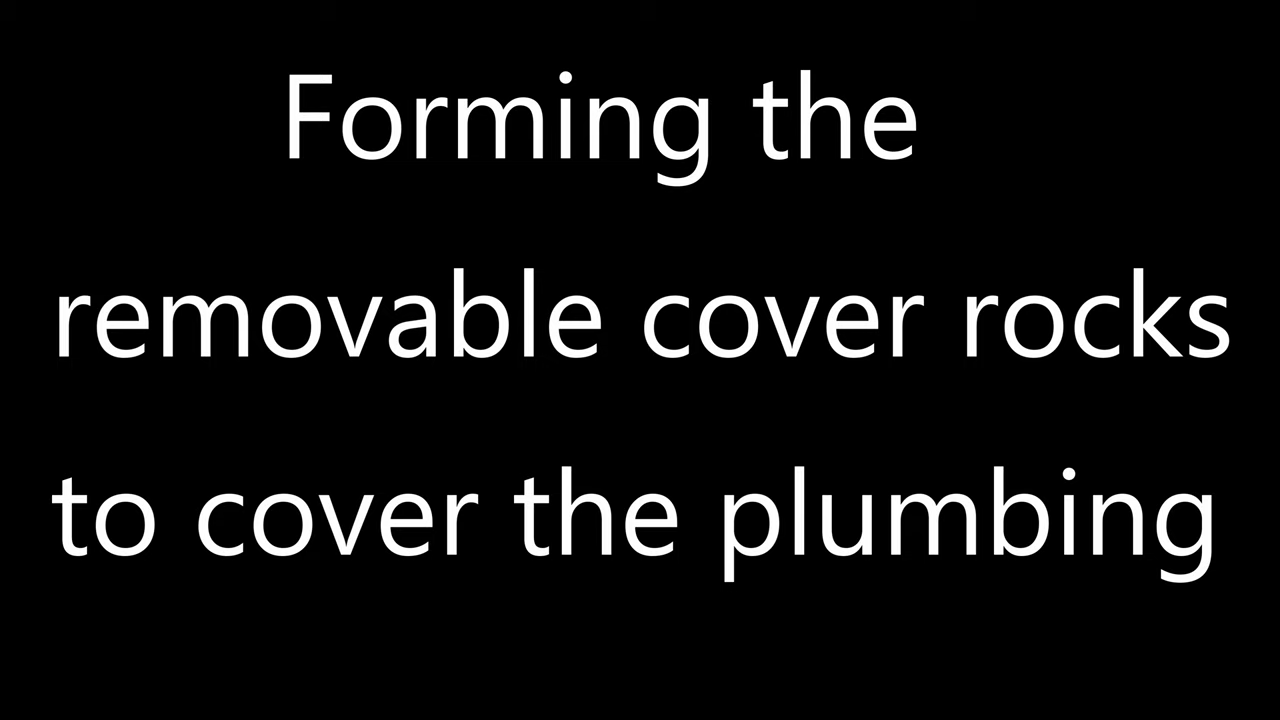 Forming the
removable cover rocks
to cover the plumbing